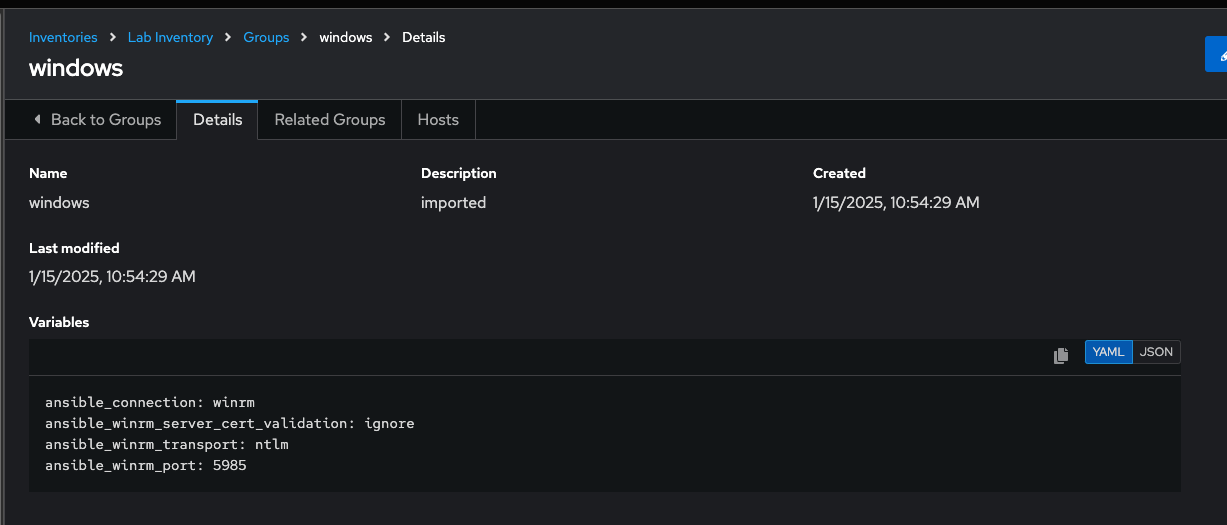 Inventories > Lab Inventory > Groups > windows > Details
windows
Back to Groups Details Related Groups Hosts
Name Description Created
windows imported 1/15/2025, 10:54:29 AM
Last modified
1/15/2025, 10:54:29 AM
Variables
YAML JSON
ansible_connection: winrm
ansible_winrm_server_cert_validation: ignore
ansible_winrm_transport: ntlm
ansible_winrm_port: 5985